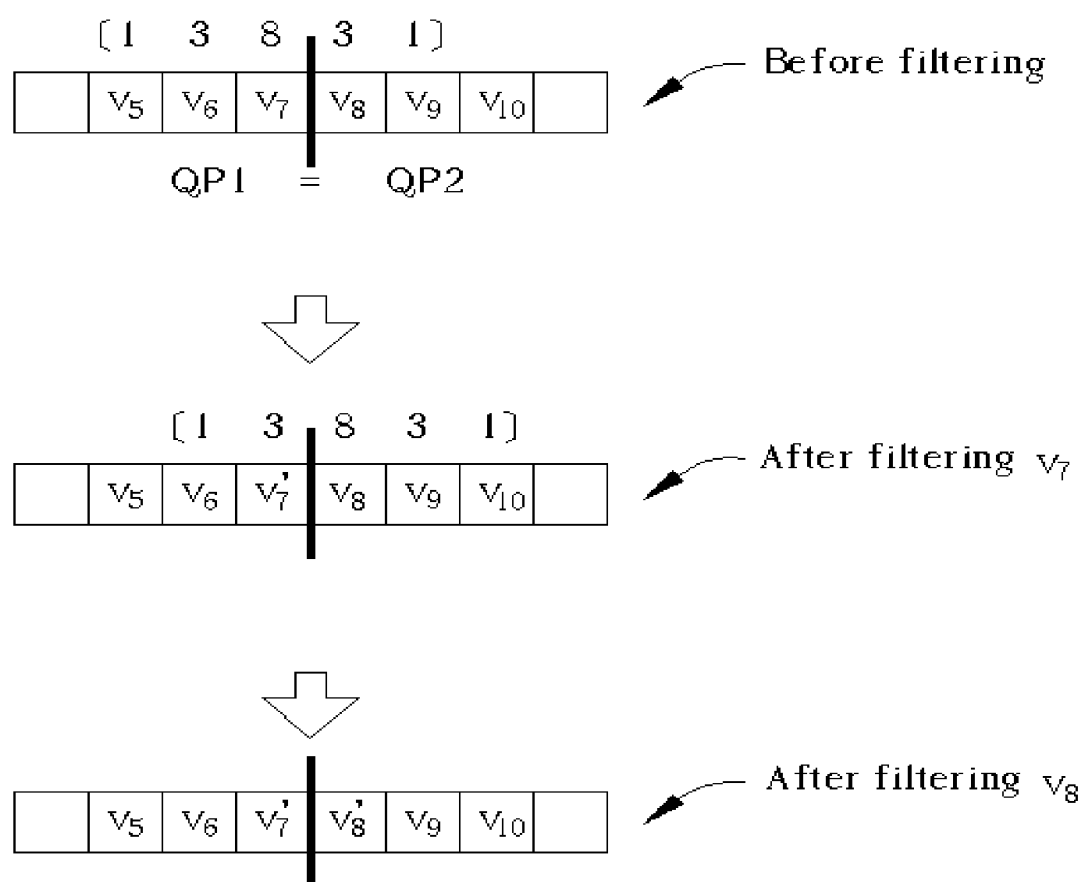 [1 3 8 3 1]
Before filtering
V5 V6 V7 V8 V9 V10
QP1 = QP2
[1 3 8 3 1]
After filtering V7
V5 V6 V7' V8 V9 V10
After filtering V8
V5 V6 V7' V8' V9 V10